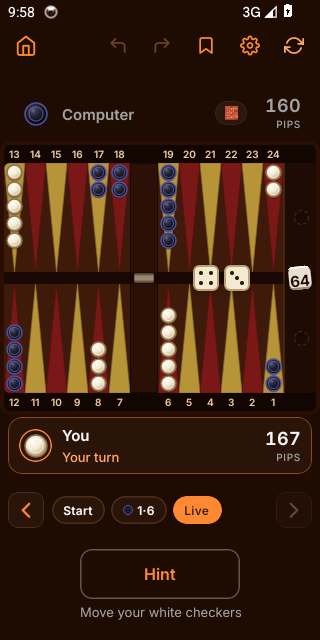 9:58 3G
Computer 160
PIPS
13 14 15 16 17 18 19 20 21 22 23 24
64
12 11 10 9 8 7 6 5 4 3 2 1
You 167
Your turn PIPS
Start 1·6 Live
Hint
Move your white checkers